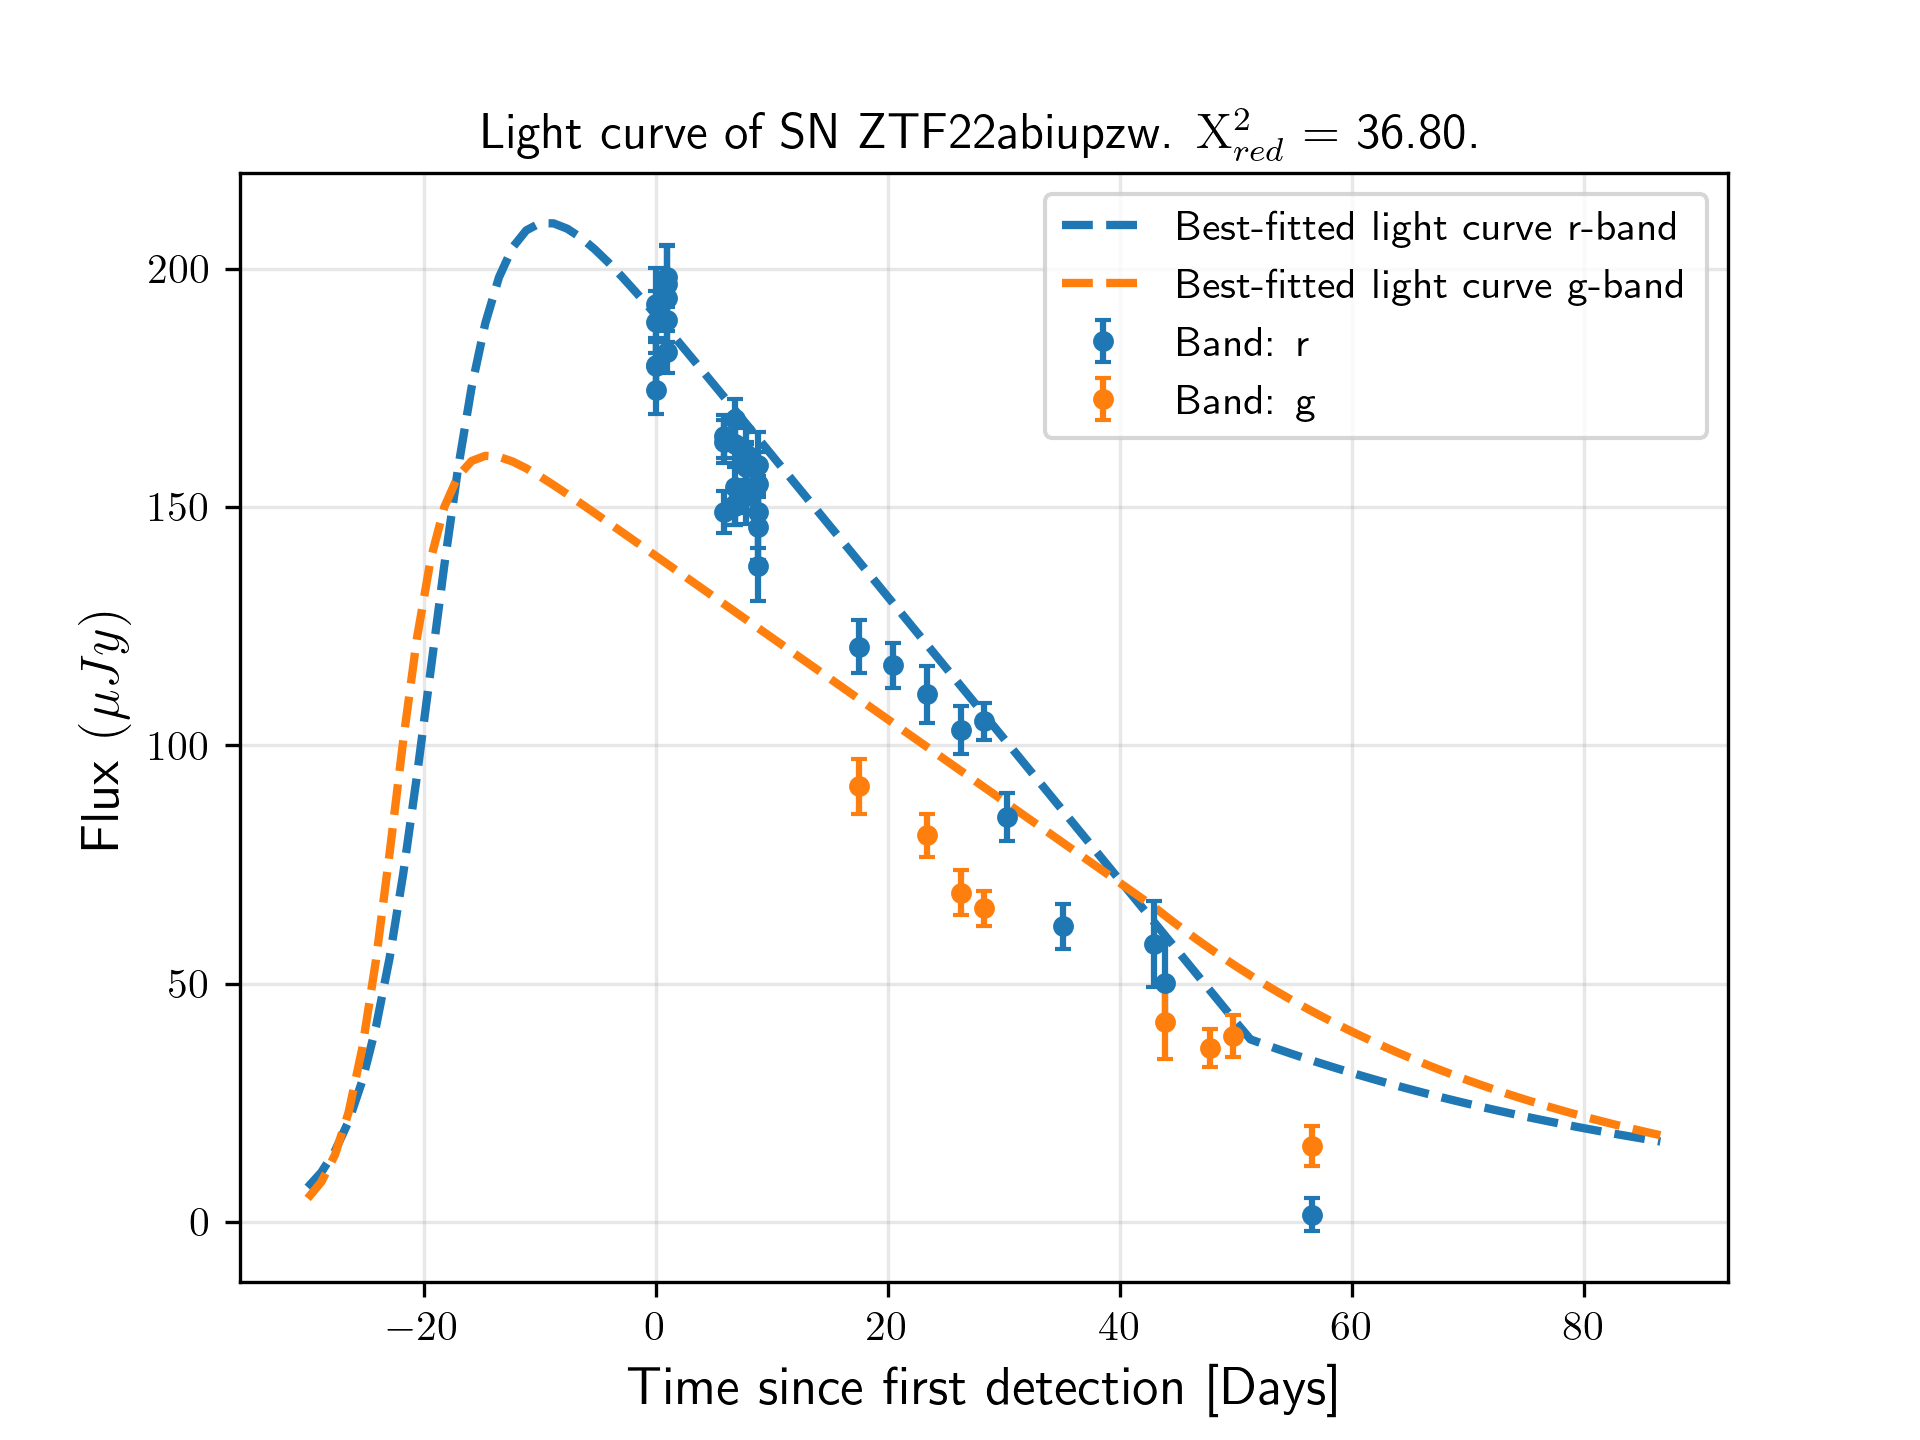 Light curve of SN ZTF22abiupzw. X²_red = 36.80.
Best-fitted light curve r-band
Best-fitted light curve g-band
Band: r
Band: g
Flux (μJy)
200
150
100
50
0
−20 0 20 40 60 80
Time since first detection [Days]